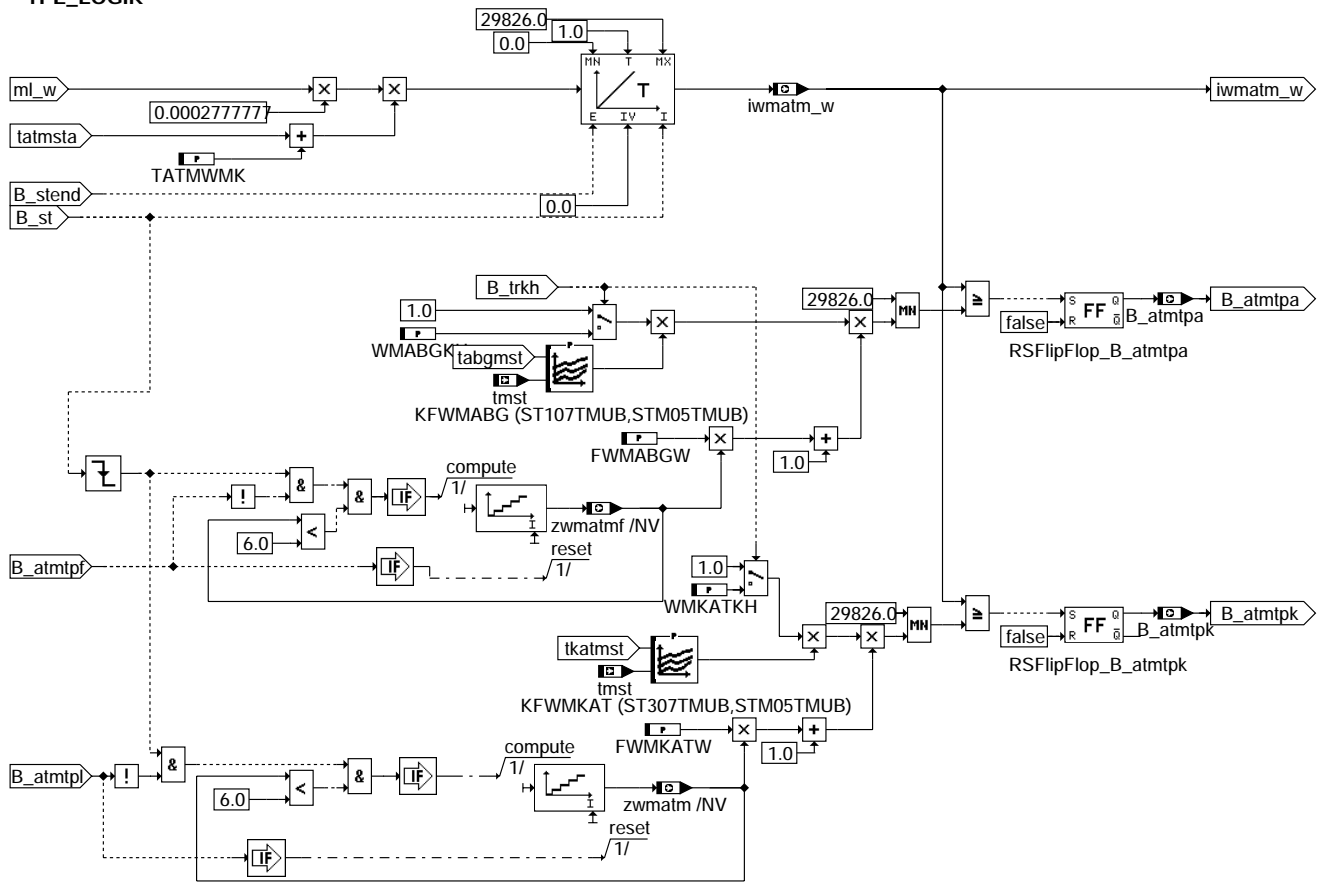 29826.0
1.0
0.0
MN T MX
T
E IV I
ml_w
0.0002777777
tatmsta
TATMWMK
B_stend
B_st
0.0
iwmatm_w
iwmatm_w
B_trkh
1.0
tabgmst
tmst
KFWMABG (ST107TMUB,STM05TMUB)
29826.0
MN
S Q
FF
R Q
false
B_atmtpa
B_atmtpa
RSFlipFlop_B_atmtpa
FWMABGW
1.0
!
&
&
IF
compute
1/
I
zwmatmf /NV
<
6.0
B_atmtpf
IF
reset
1/
1.0
WMKATKH
29826.0
MN
S Q
FF
R Q
false
B_atmtpk
B_atmtpk
RSFlipFlop_B_atmtpk
tkatmst
tmst
KFWMKAT (ST307TMUB,STM05TMUB)
FWMKATW
1.0
B_atmtpl
!
&
&
IF
compute
1/
I
zwmatm /NV
<
6.0
IF
reset
1/